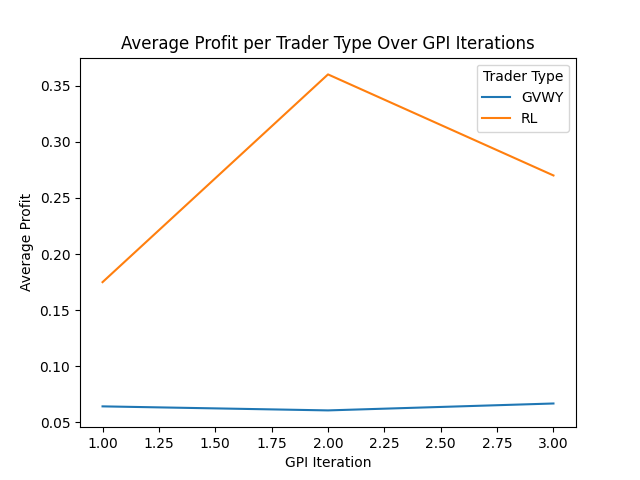 Average Profit per Trader Type Over GPI Iterations
Trader Type
GVWY
RL
0.35
0.30
0.25
0.20
0.15
0.10
0.05
Average Profit
1.00 1.25 1.50 1.75 2.00 2.25 2.50 2.75 3.00
GPI Iteration